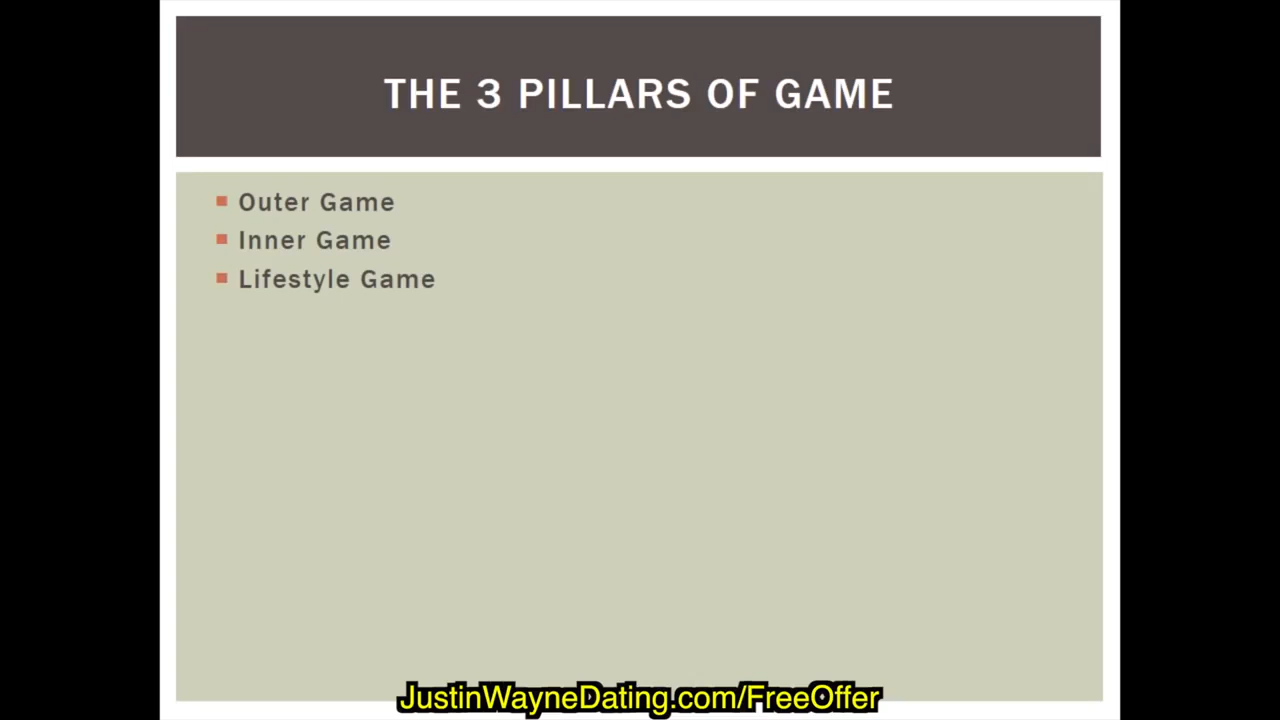 THE 3 PILLARS OF GAME
Outer Game
Inner Game
Lifestyle Game
JustinWayneDating.com/FreeOffer